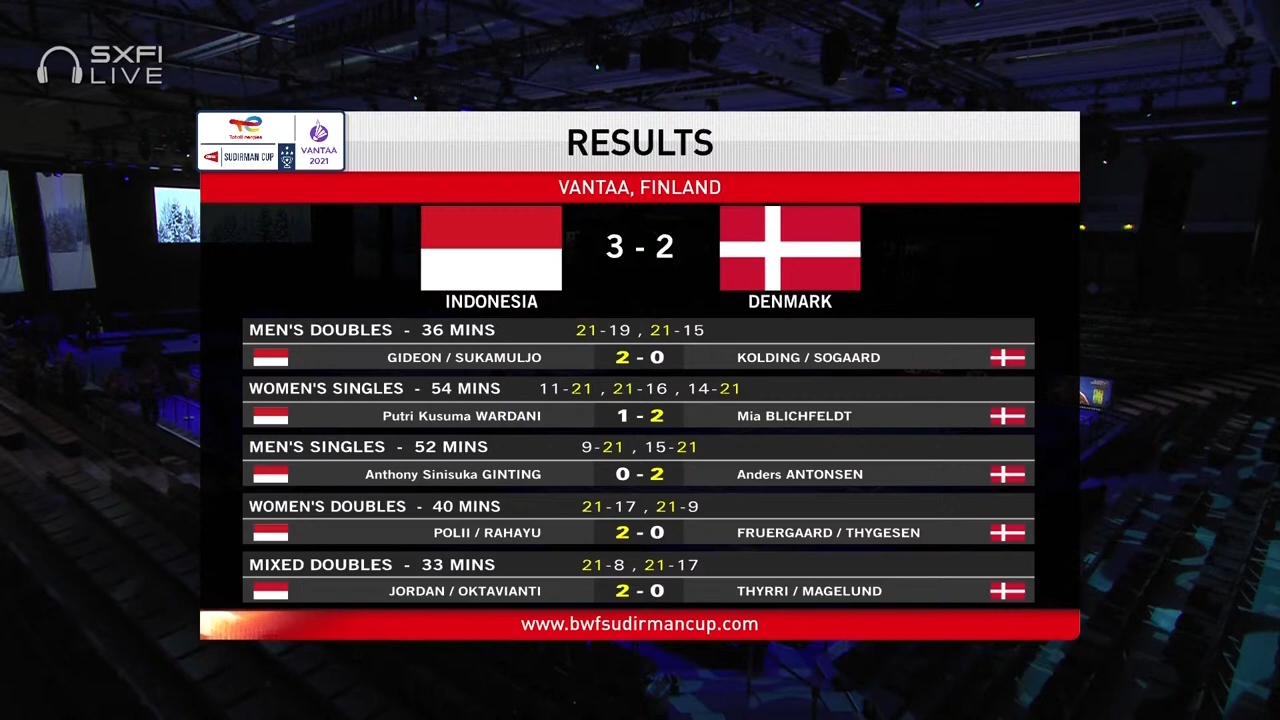 SXFI
LIVE
TotalEnergies
SUDIRMAN CUP
VANTAA
2021
RESULTS
VANTAA, FINLAND
3 - 2
INDONESIA
DENMARK
MEN'S DOUBLES - 36 MINS 21-19 , 21-15
GIDEON / SUKAMULJO 2 - 0 KOLDING / SOGAARD
WOMEN'S SINGLES - 54 MINS 11-21 , 21-16 , 14-21
Putri Kusuma WARDANI 1 - 2 Mia BLICHFELDT
MEN'S SINGLES - 52 MINS 9-21 , 15-21
Anthony Sinisuka GINTING 0 - 2 Anders ANTONSEN
WOMEN'S DOUBLES - 40 MINS 21-17 , 21-9
POLII / RAHAYU 2 - 0 FRUERGAARD / THYGESEN
MIXED DOUBLES - 33 MINS 21-8 , 21-17
JORDAN / OKTAVIANTI 2 - 0 THYRRI / MAGELUND
www.bwfsudirmancup.com